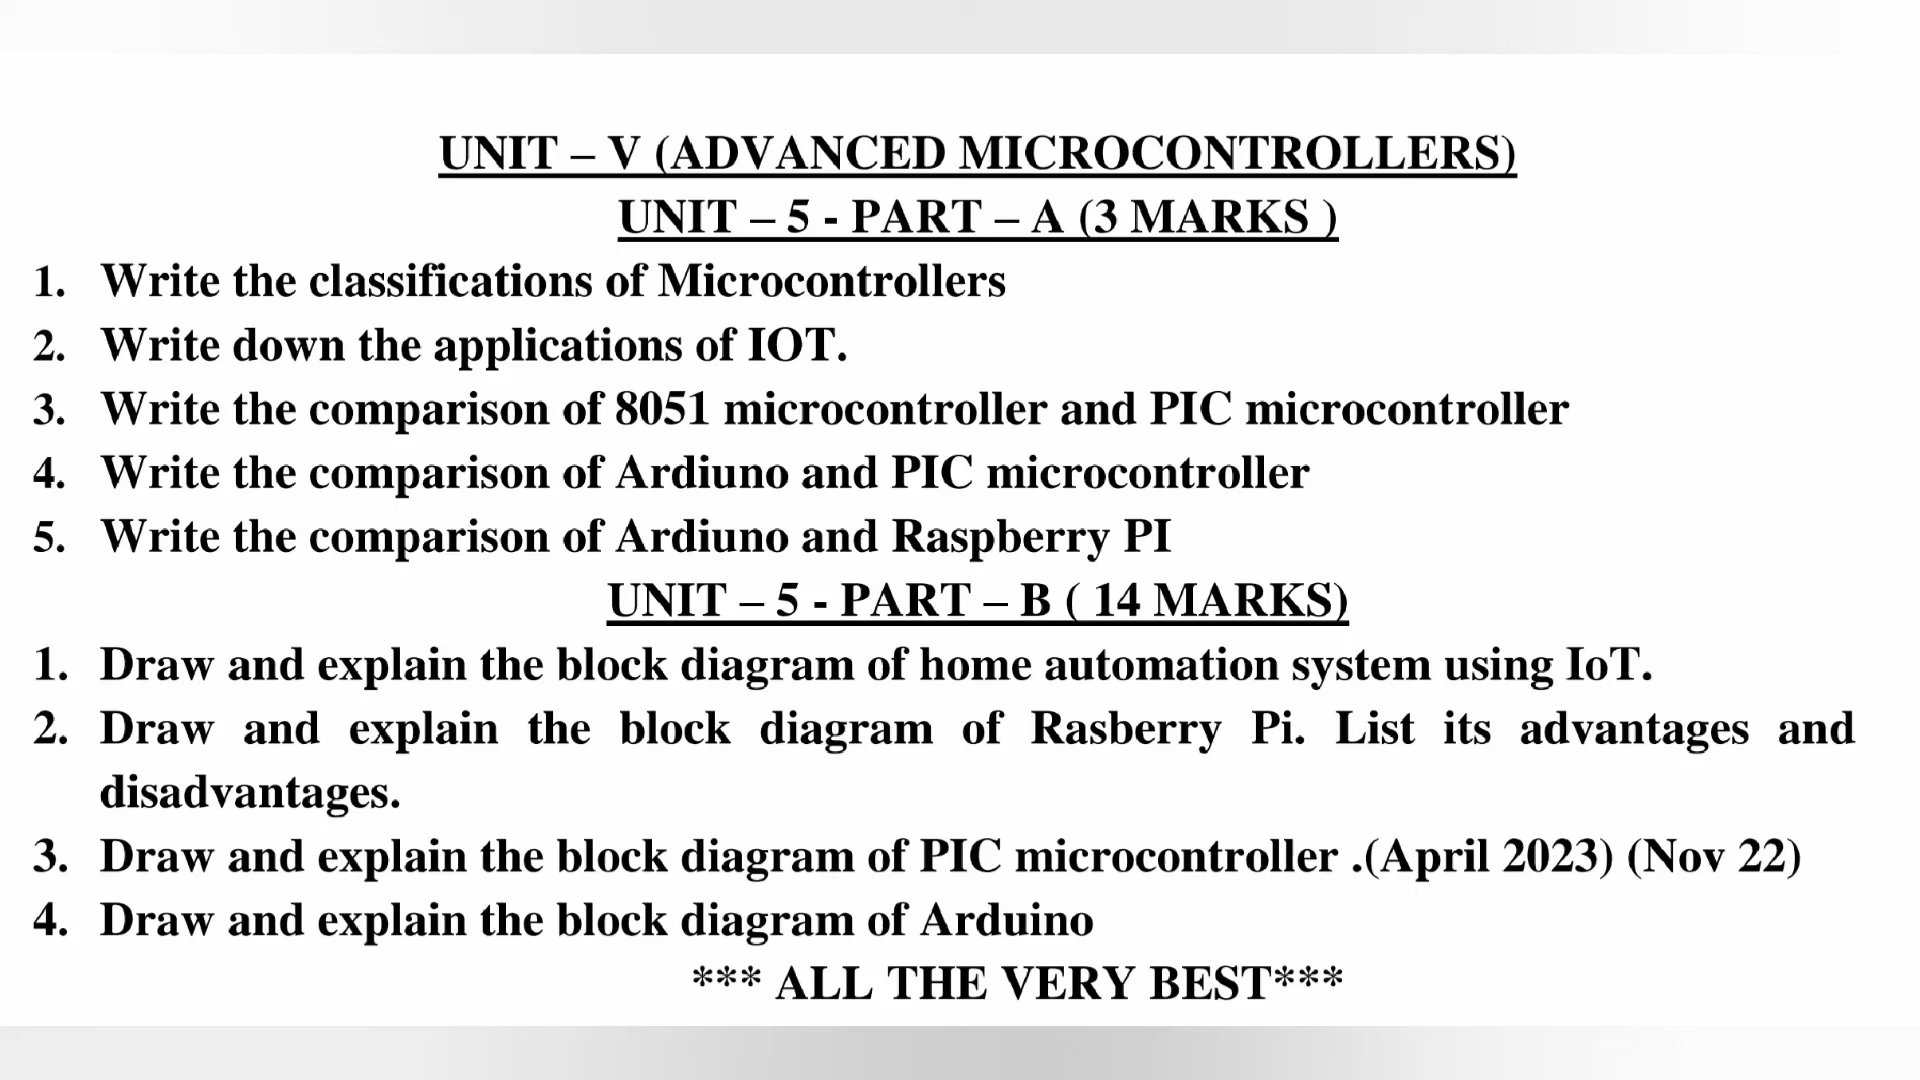 UNIT – V (ADVANCED MICROCONTROLLERS)
UNIT – 5 - PART – A (3 MARKS )
1. Write the classifications of Microcontrollers
2. Write down the applications of IOT.
3. Write the comparison of 8051 microcontroller and PIC microcontroller
4. Write the comparison of Ardiuno and PIC microcontroller
5. Write the comparison of Ardiuno and Raspberry PI
UNIT – 5 - PART – B ( 14 MARKS)
1. Draw and explain the block diagram of home automation system using IoT.
2. Draw and explain the block diagram of Rasberry Pi. List its advantages and
disadvantages.
3. Draw and explain the block diagram of PIC microcontroller .(April 2023) (Nov 22)
4. Draw and explain the block diagram of Arduino
*** ALL THE VERY BEST***